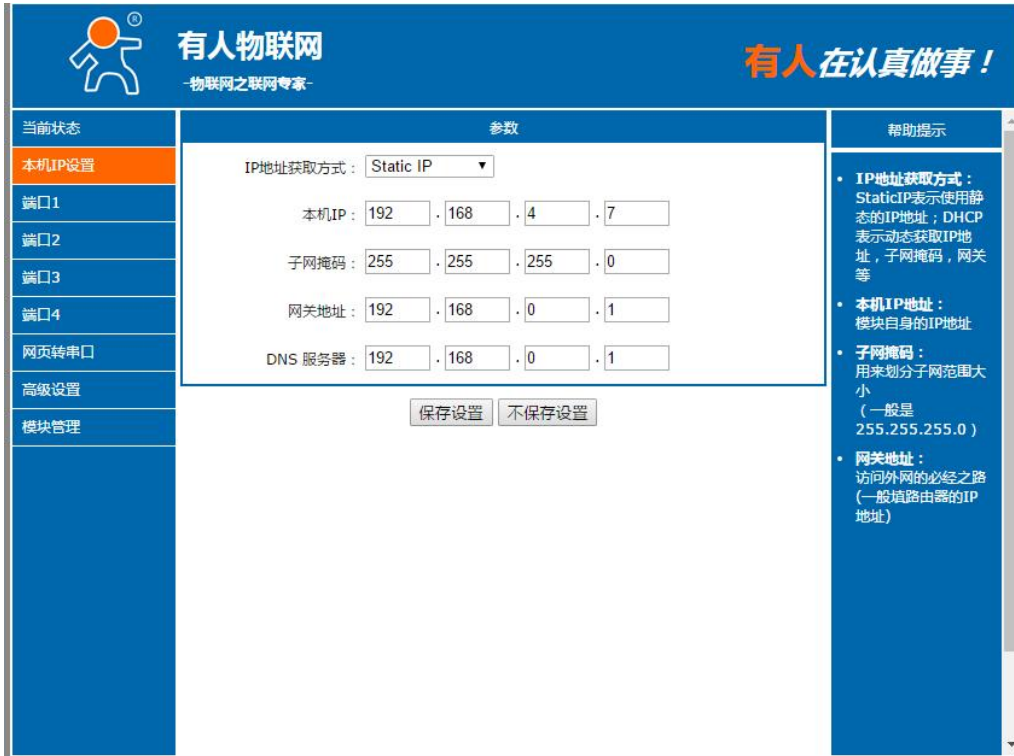 ®
有人物联网
-物联网之联网专家-
有人在认真做事！
当前状态
本机IP设置
端口1
端口2
端口3
端口4
网页转串口
高级设置
模块管理
参数
IP地址获取方式： Static IP
本机IP： 192 . 168 . 4 . 7
子网掩码： 255 . 255 . 255 . 0
网关地址： 192 . 168 . 0 . 1
DNS 服务器： 192 . 168 . 0 . 1
保存设置 不保存设置
帮助提示
• IP地址获取方式：
StaticIP表示使用静
态的IP地址；DHCP
表示动态获取IP地
址，子网掩码，网关
等
• 本机IP地址：
模块自身的IP地址
• 子网掩码：
用来划分子网范围大
小
（一般是
255.255.255.0）
• 网关地址：
访问外网的必经之路
(一般填路由器的IP
地址)